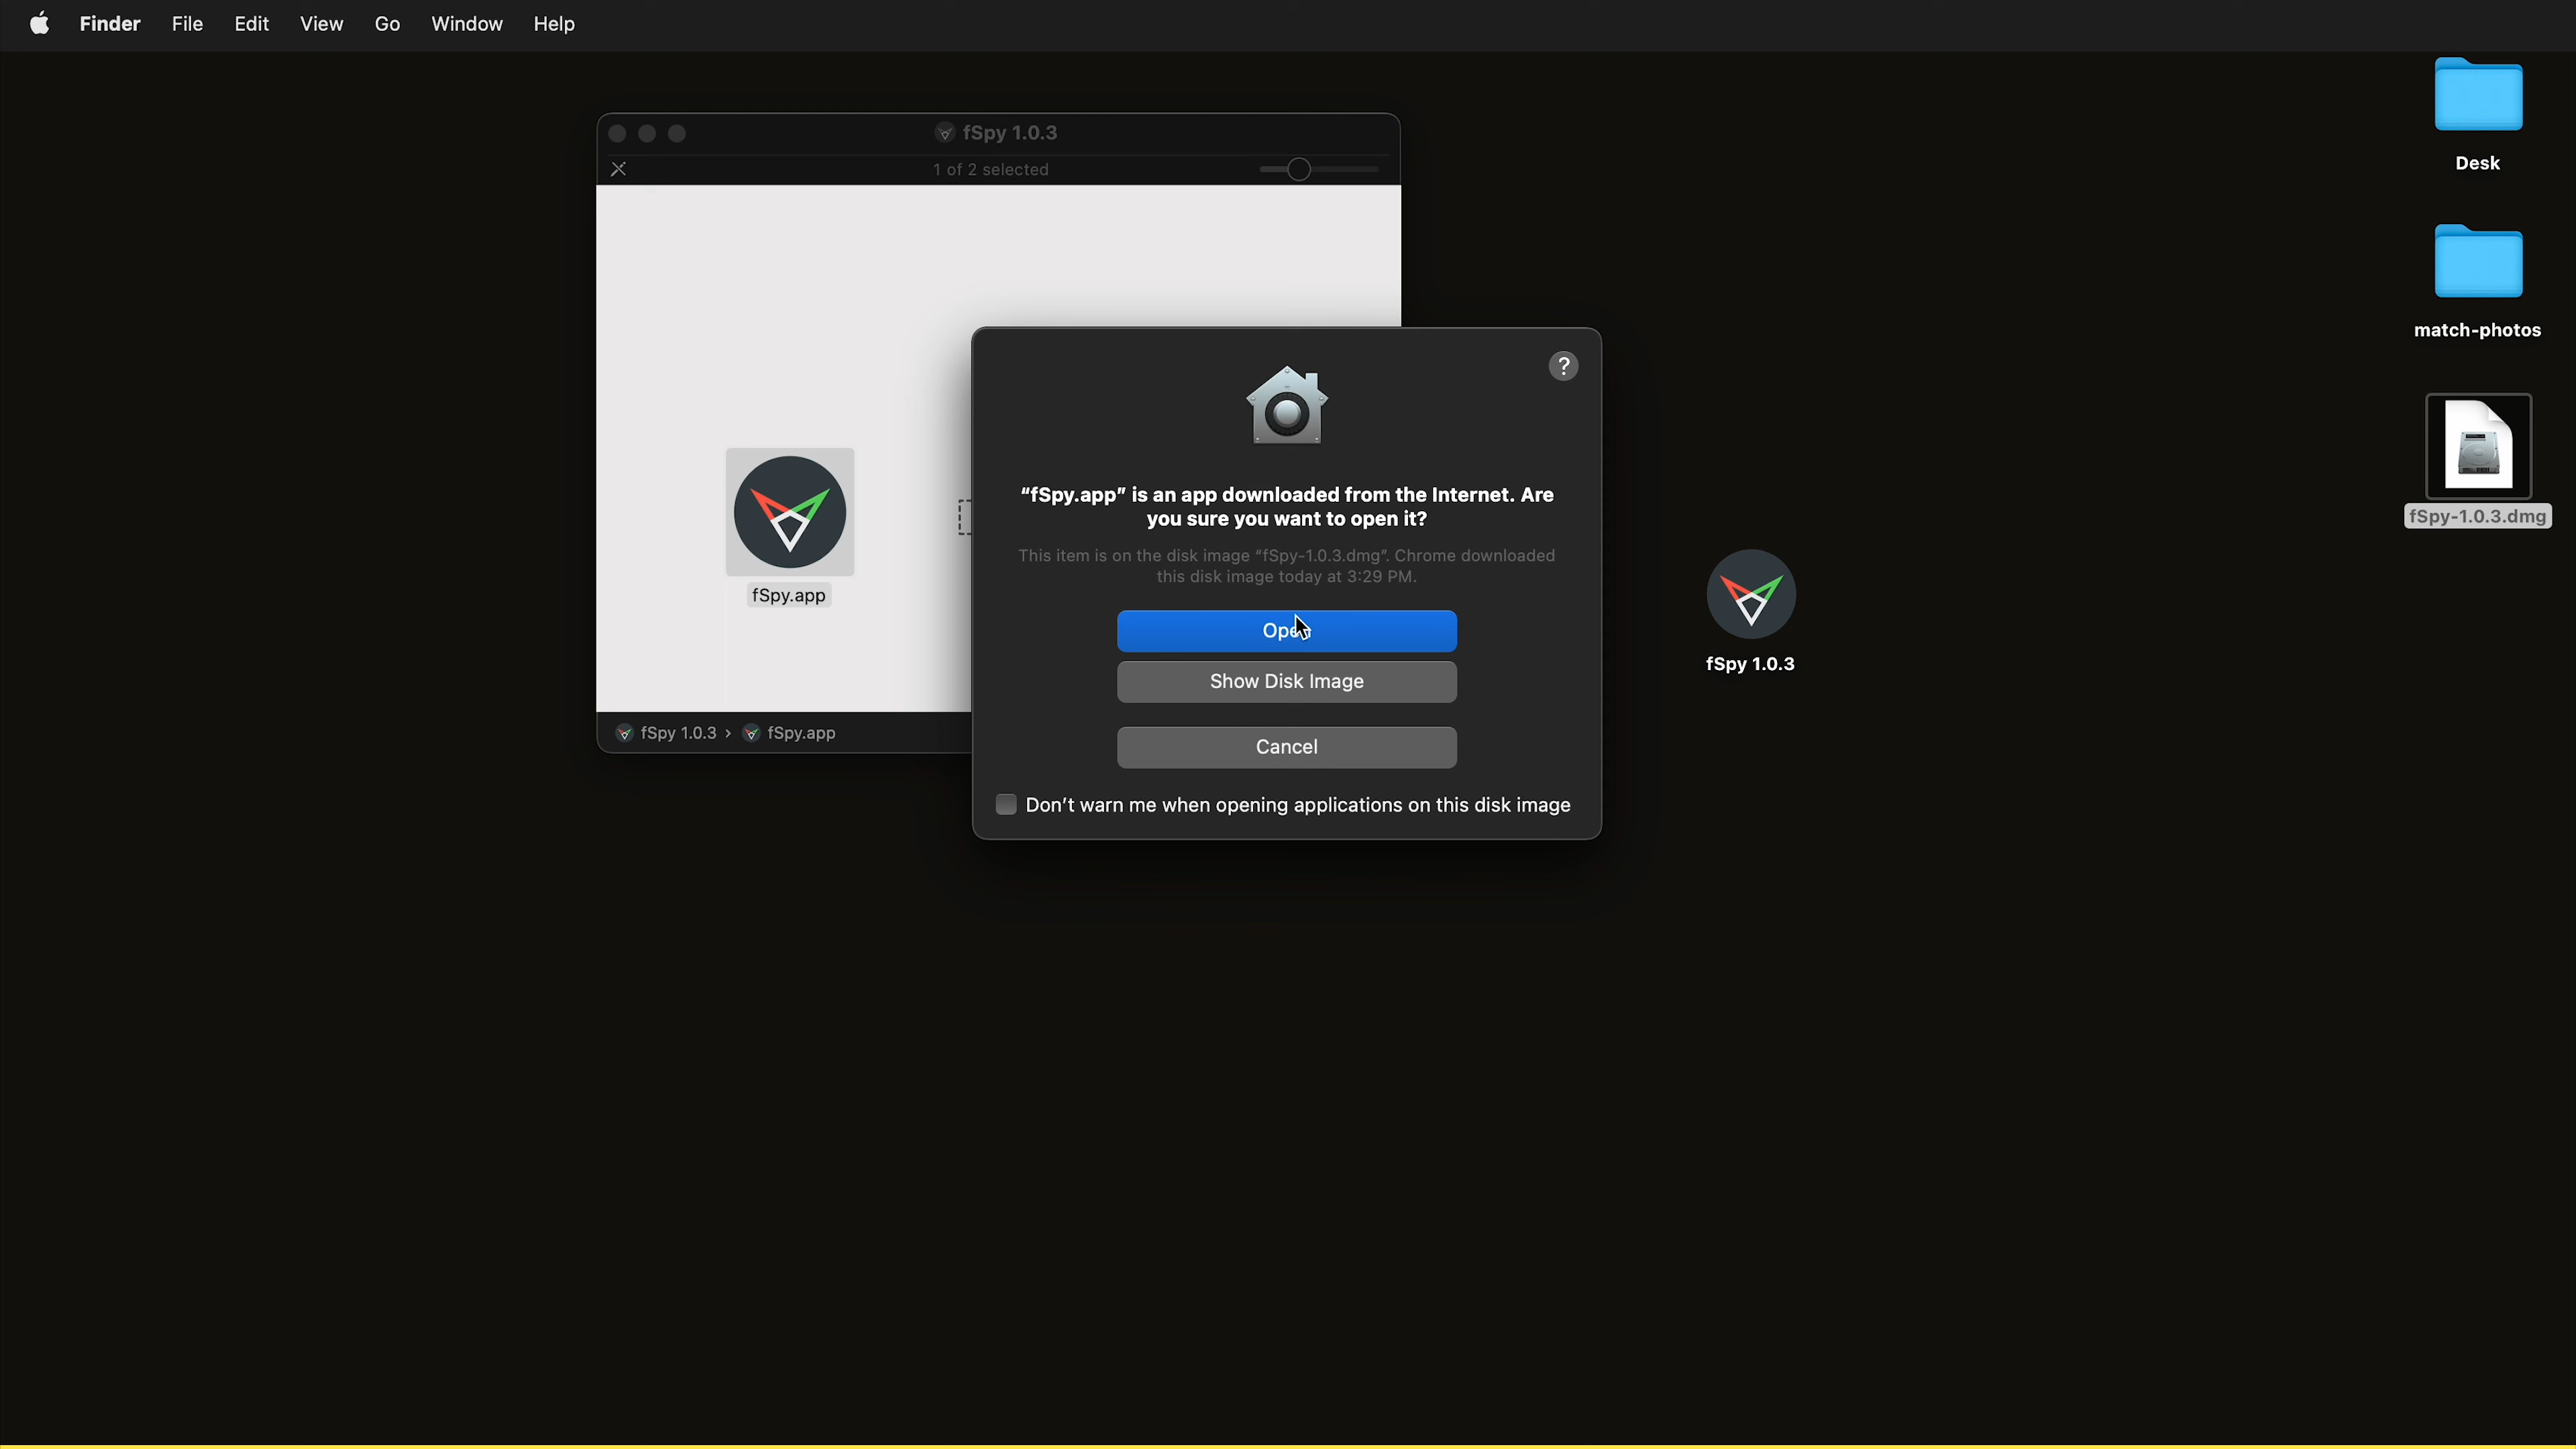 Finder File Edit View Go Window Help
fSpy 1.0.3
1 of 2 selected
Desk
match-photos
fSpy-1.0.3.dmg
fSpy.app
fSpy 1.0.3 › fSpy.app
?
“fSpy.app” is an app downloaded from the Internet. Are
you sure you want to open it?
This item is on the disk image “fSpy-1.0.3.dmg”. Chrome downloaded
this disk image today at 3:29 PM.
Open
Show Disk Image
Cancel
Don't warn me when opening applications on this disk image
fSpy 1.0.3